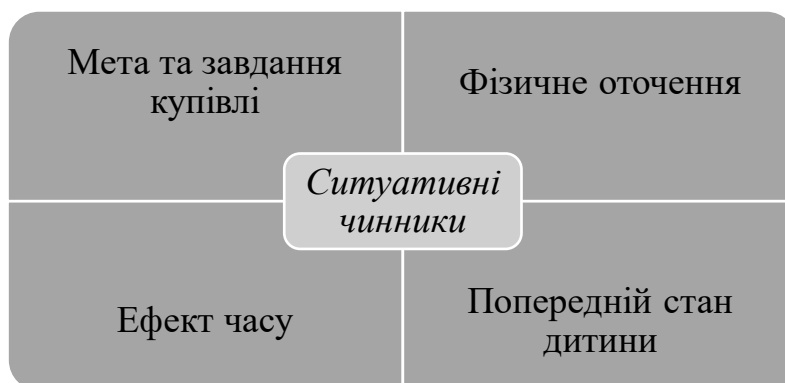 Мета та завдання
купівлі
Фізичне оточення
Ситуативні
чинники
Ефект часу
Попередній стан
дитини